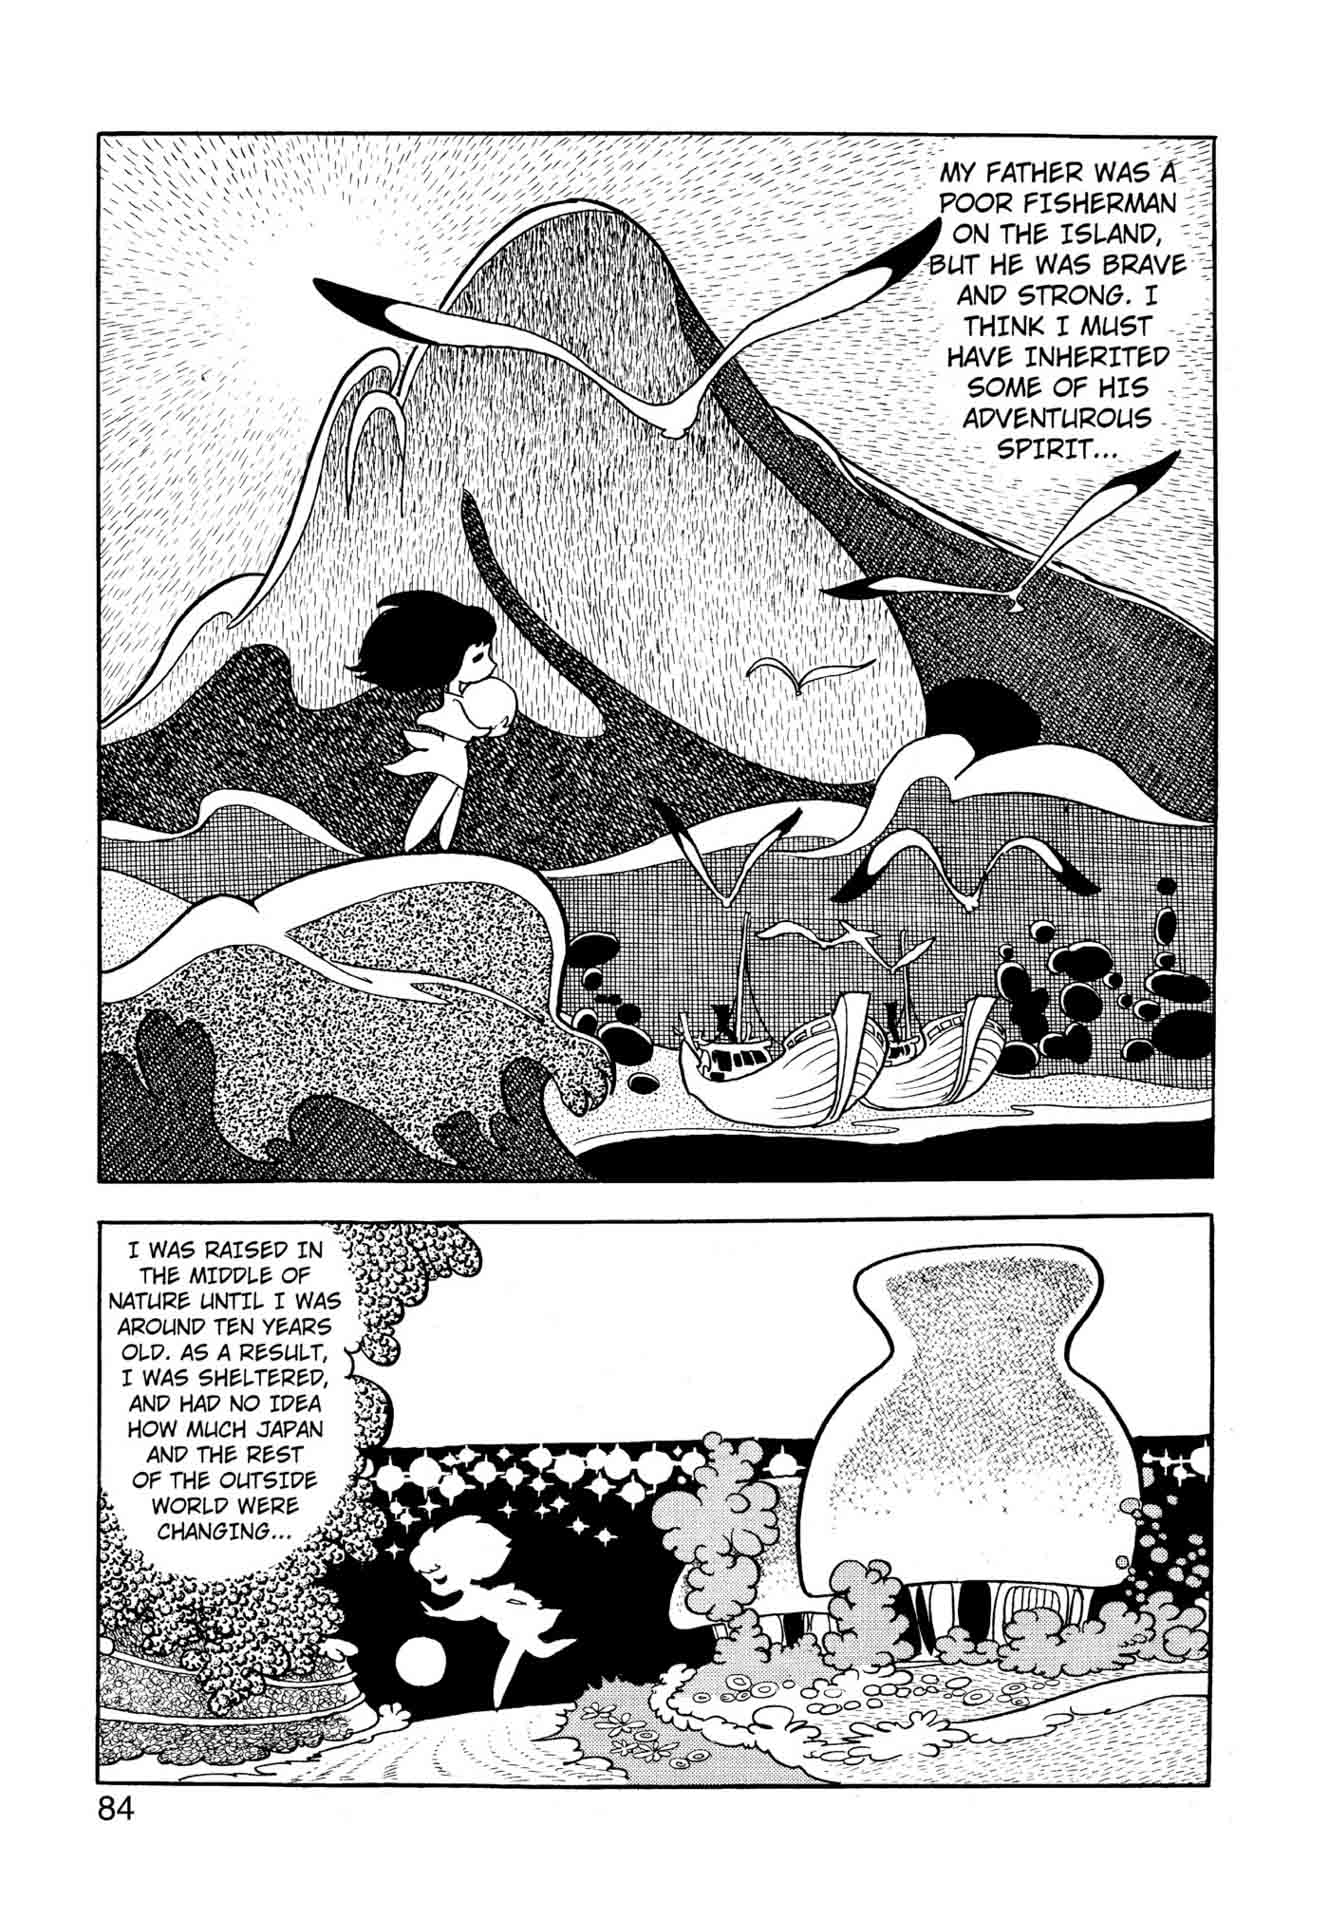 MY FATHER WAS A
POOR FISHERMAN
ON THE ISLAND,
BUT HE WAS BRAVE
AND STRONG. I
THINK I MUST
HAVE INHERITED
SOME OF HIS
ADVENTUROUS
SPIRIT...
I WAS RAISED IN
THE MIDDLE OF
NATURE UNTIL I WAS
AROUND TEN YEARS
OLD. AS A RESULT,
I WAS SHELTERED,
AND HAD NO IDEA
HOW MUCH JAPAN
AND THE REST
OF THE OUTSIDE
WORLD WERE
CHANGING...
84